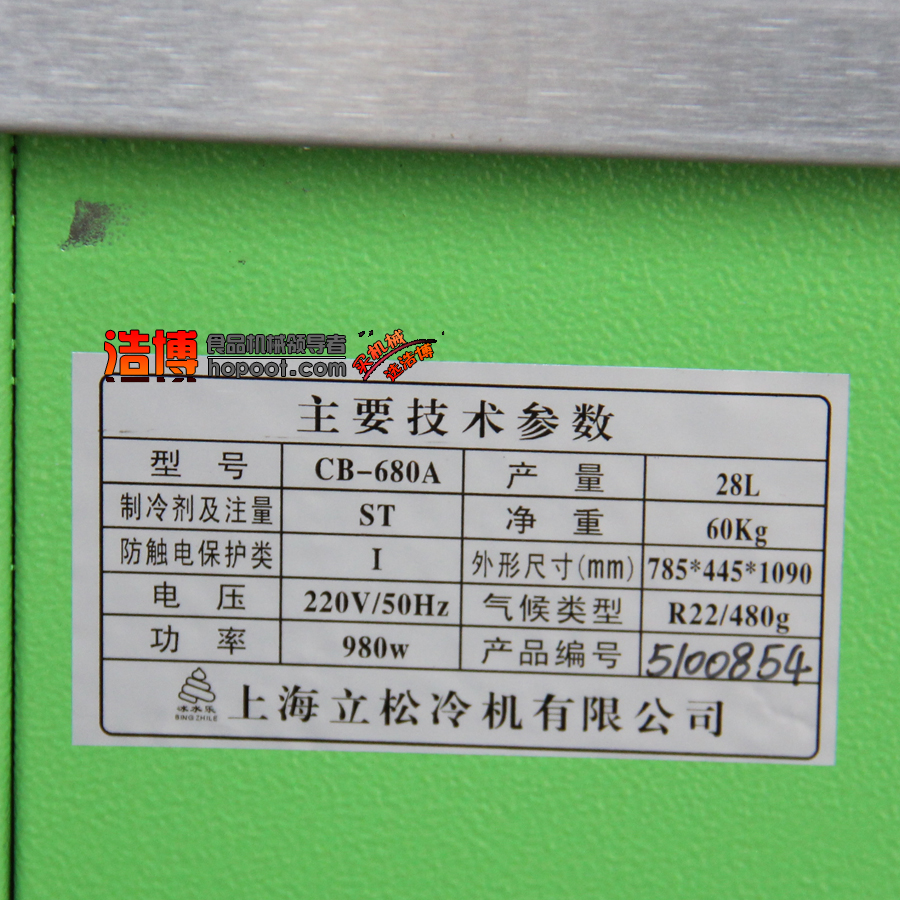 浩博 食品机械领导者 买机械
hopoot.com 选浩博
主要技术参数
型号 CB-680A 产量 28L
制冷剂及注量 ST 净重 60Kg
防触电保护类 I 外形尺寸(mm) 785*445*1090
电压 220V/50Hz 气候类型 R22/480g
功率 980w 产品编号 5100854
上海立松冷机有限公司
冰水乐
BINGZHILE